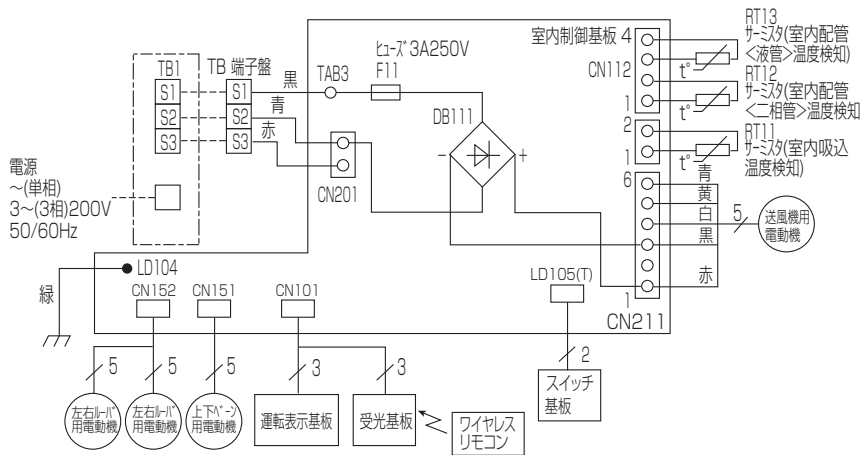 電源
～(単相)
3～(3相)200V
50/60Hz
TB1
S1
S2
S3
TB 端子盤
S1
S2
S3
黒
青
赤
TAB3
ヒューズ3A250V
F11
CN201
DB111
-
+
室内制御基板
CN112
4
1
2
1
6
1
CN211
t°
t°
t°
RT13
サーミスタ(室内配管
<液管>温度検知)
RT12
サーミスタ(室内配管
<二相管>温度検知
RT11
サーミスタ(室内吸込
温度検知)
青
黄
白
黒
赤
5
送風機用
電動機
緑
LD104
CN152
CN151
CN101
LD105(T)
5
5
5
3
3
2
左右ルーバ
用電動機
左右ルーバ
用電動機
上下ベーン
用電動機
運転表示基板
受光基板
ワイヤレス
リモコン
スイッチ
基板